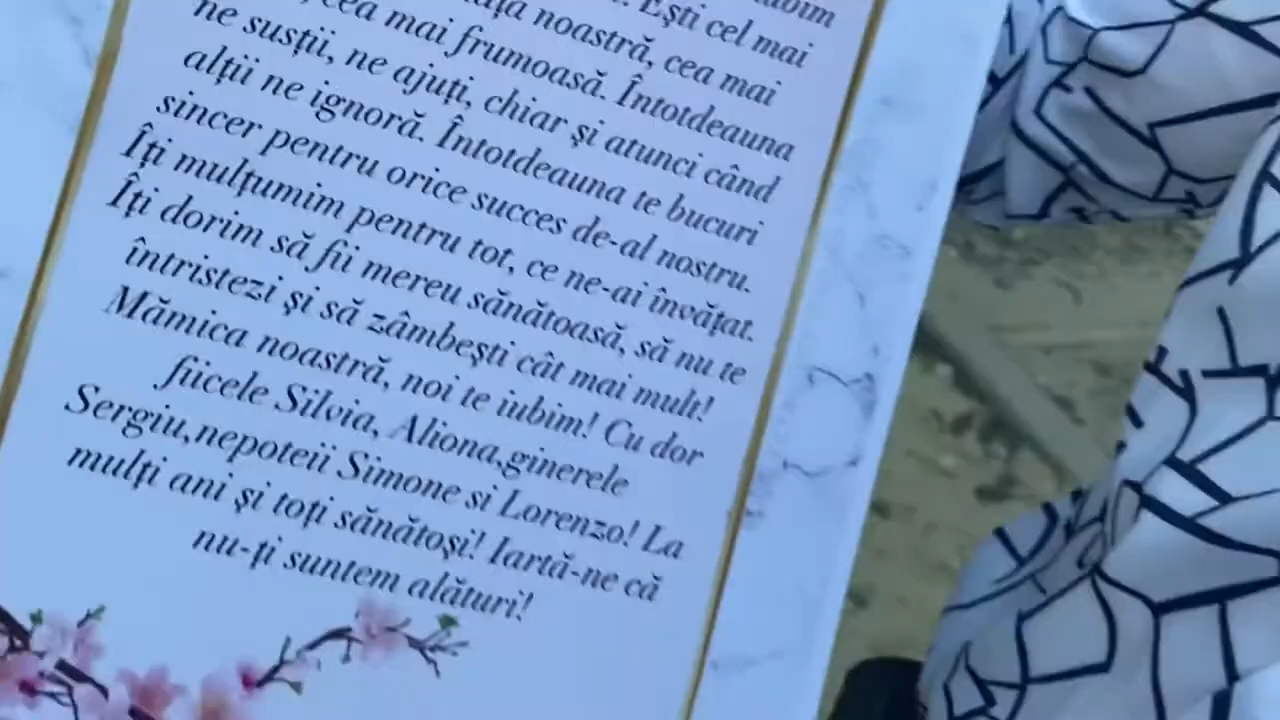 Ești cel mai
noastră, cea mai
cea mai frumoasă. Întotdeauna
ne susții, ne ajuți, chiar și atunci când
alții ne ignoră. Întotdeauna te bucuri
sincer pentru orice succes de-al nostru.
Îți mulțumim pentru tot, ce ne-ai învățat.
Îți dorim să fii mereu sănătoasă, să nu te
întristezi și să zâmbești cât mai mult!
Mămica noastră, noi te iubim! Cu dor
fiicele Silvia, Aliona,ginerele
Sergiu,nepoteii Simone si Lorenzo! La
mulți ani și toți sănătoși! Iartă-ne că
nu-ți suntem alături!